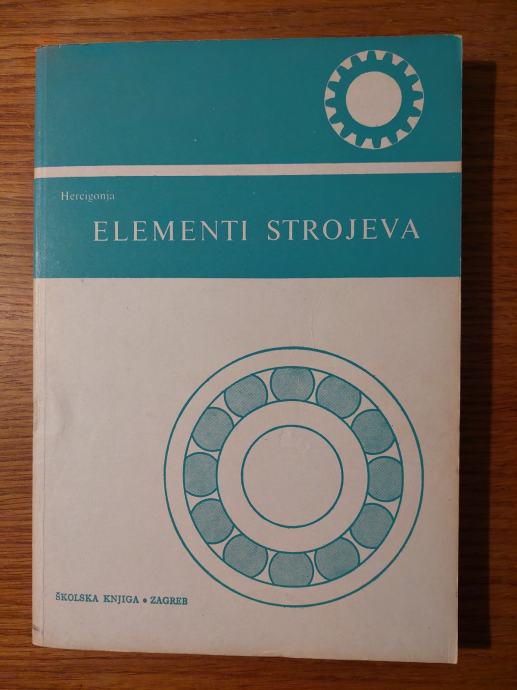 Hercigonja
ELEMENTI STROJEVA
ŠKOLSKA KNJIGA • ZAGREB